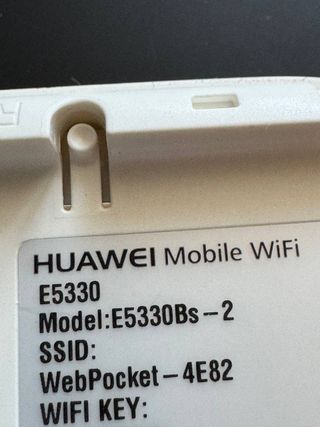 HUAWEI Mobile WiFi
E5330
Model:E5330Bs-2
SSID:
WebPocket-4E82
WIFI KEY: